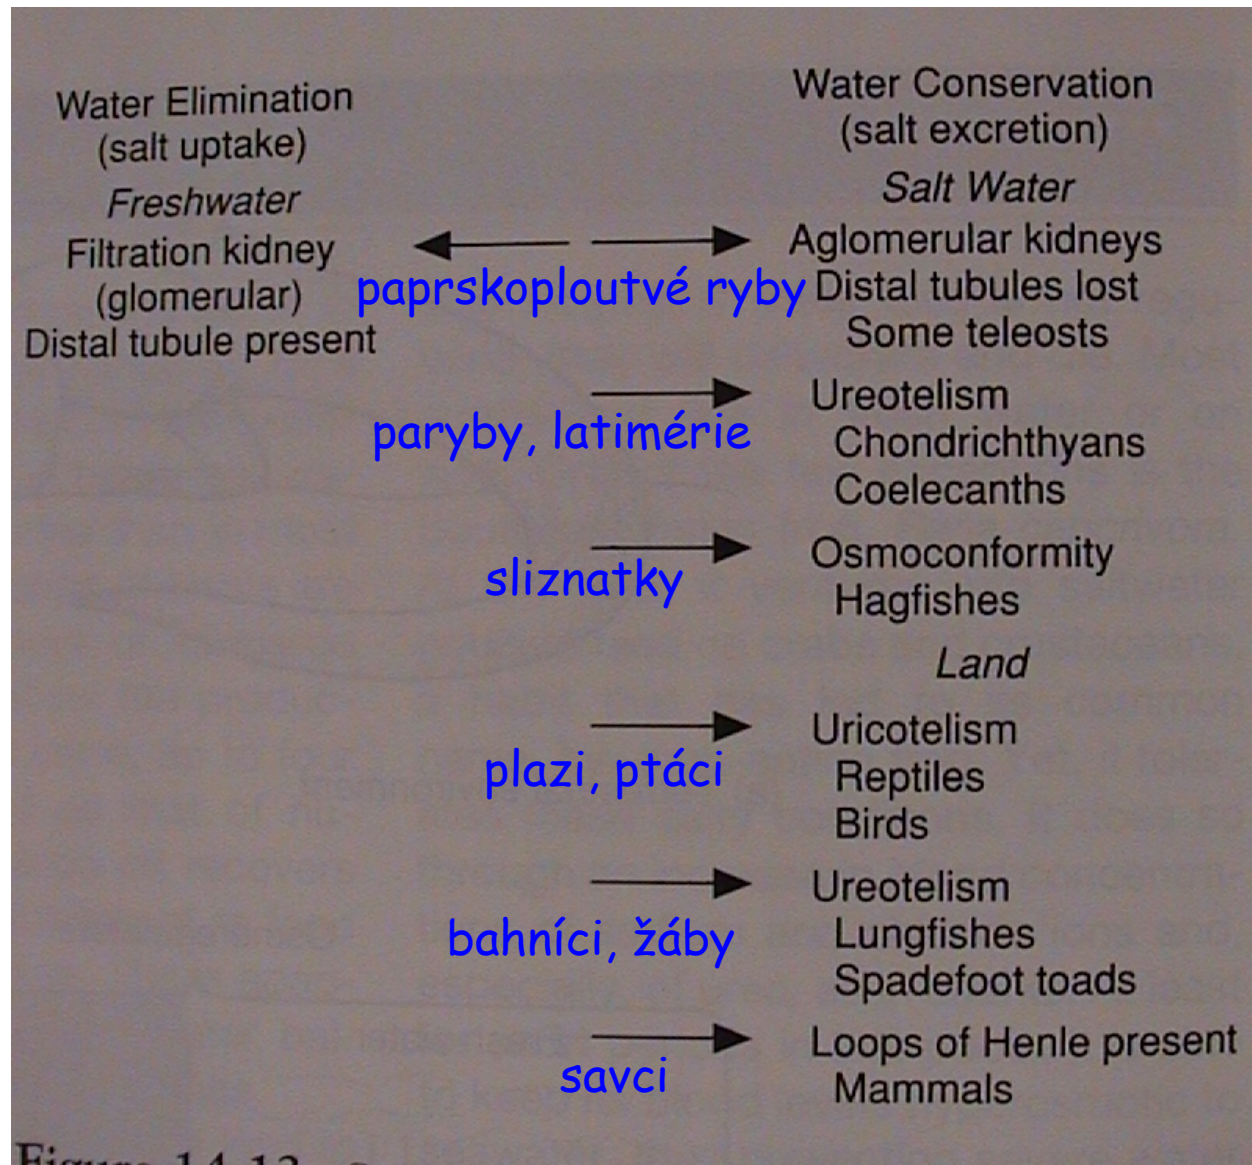 Water Elimination
(salt uptake)
Freshwater
Filtration kidney
(glomerular)
Distal tubule present
Water Conservation
(salt excretion)
Salt Water
Aglomerular kidneys
Distal tubules lost
Some teleosts
paprskoploutvé ryby
Ureotelism
Chondrichthyans
Coelecanths
paryby, latimérie
Osmoconformity
Hagfishes
sliznatky
Land
Uricotelism
Reptiles
Birds
plazi, ptáci
Ureotelism
Lungfishes
Spadefoot toads
bahníci, žáby
Loops of Henle present
Mammals
savci